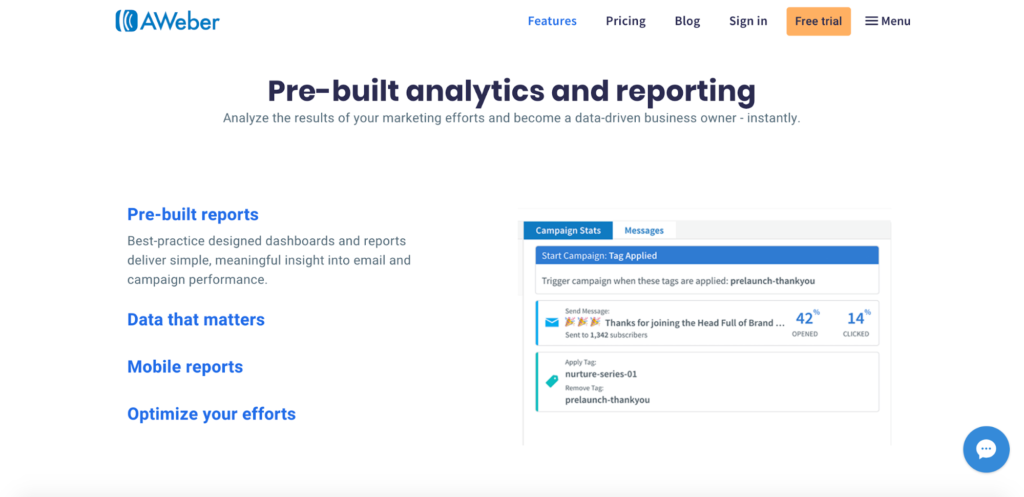 AWeber
Features Pricing Blog Sign in Free trial Menu
Pre-built analytics and reporting
Analyze the results of your marketing efforts and become a data-driven business owner - instantly.
Pre-built reports
Best-practice designed dashboards and reports
deliver simple, meaningful insight into email and
campaign performance.
Data that matters
Mobile reports
Optimize your efforts
Campaign Stats Messages
Start Campaign: Tag Applied
Trigger campaign when these tags are applied: prelaunch-thankyou
Send Message:
🎉🎉🎉 Thanks for joining the Head Full of Brand ...
Sent to 1,342 subscribers
42% 14%
OPENED CLICKED
Apply Tag:
nurture-series-01
Remove Tag:
prelaunch-thankyou